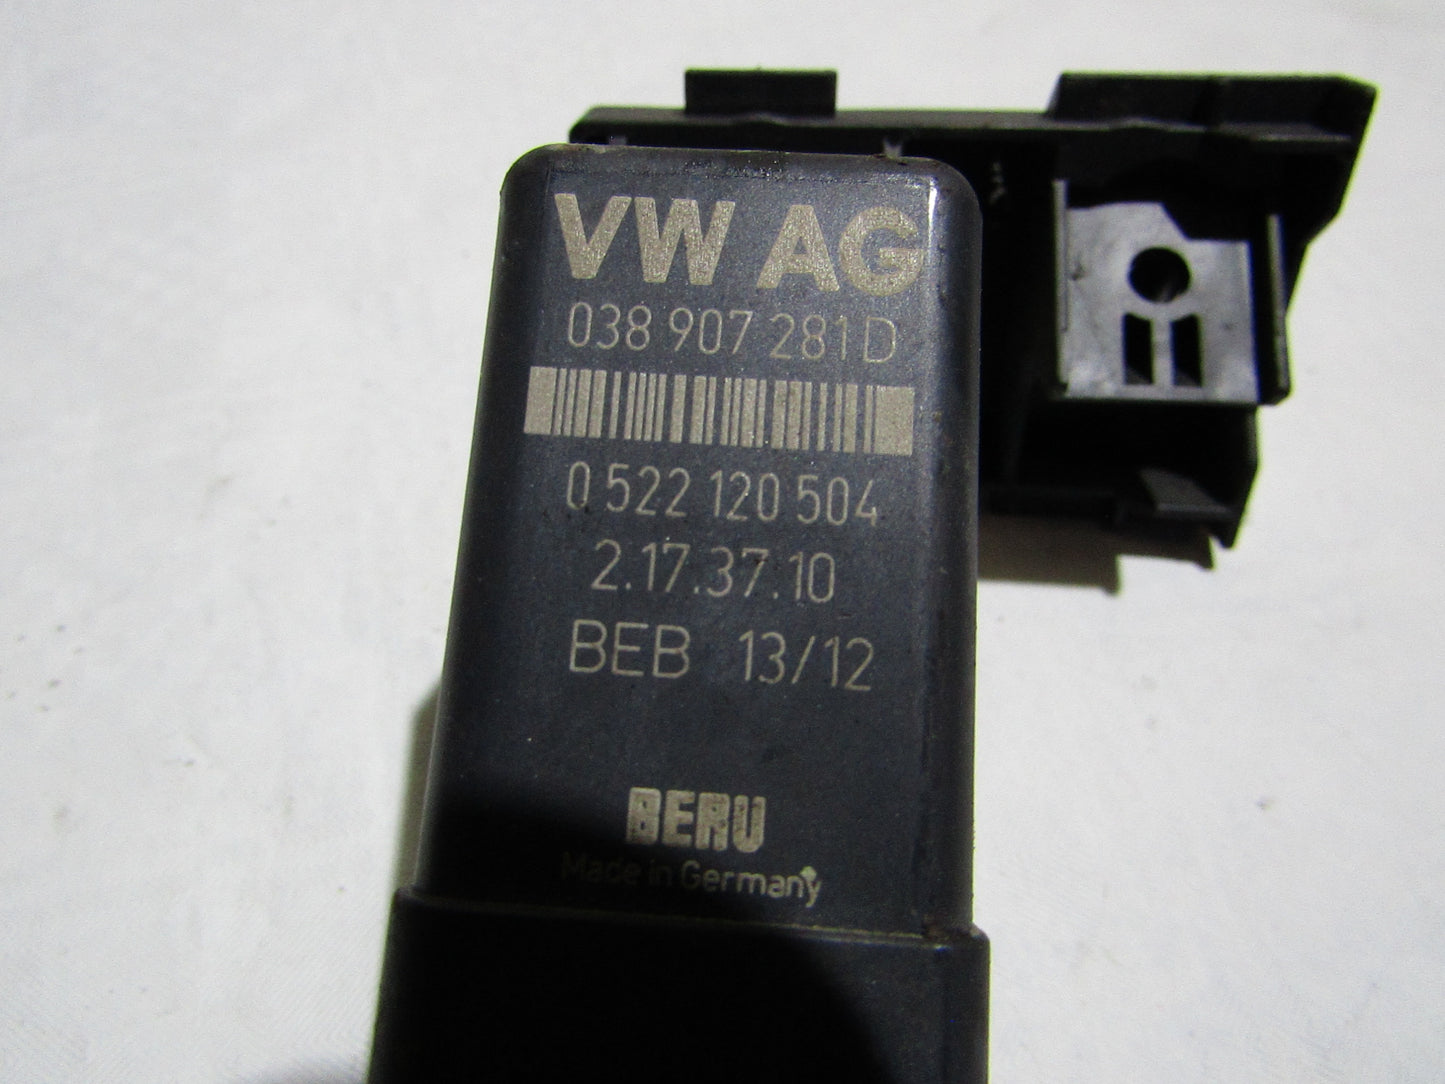 VW AG
038 907 281D
0 522 120 504
2.17.37.10
BEB 13/12
BERU
Made in Germany